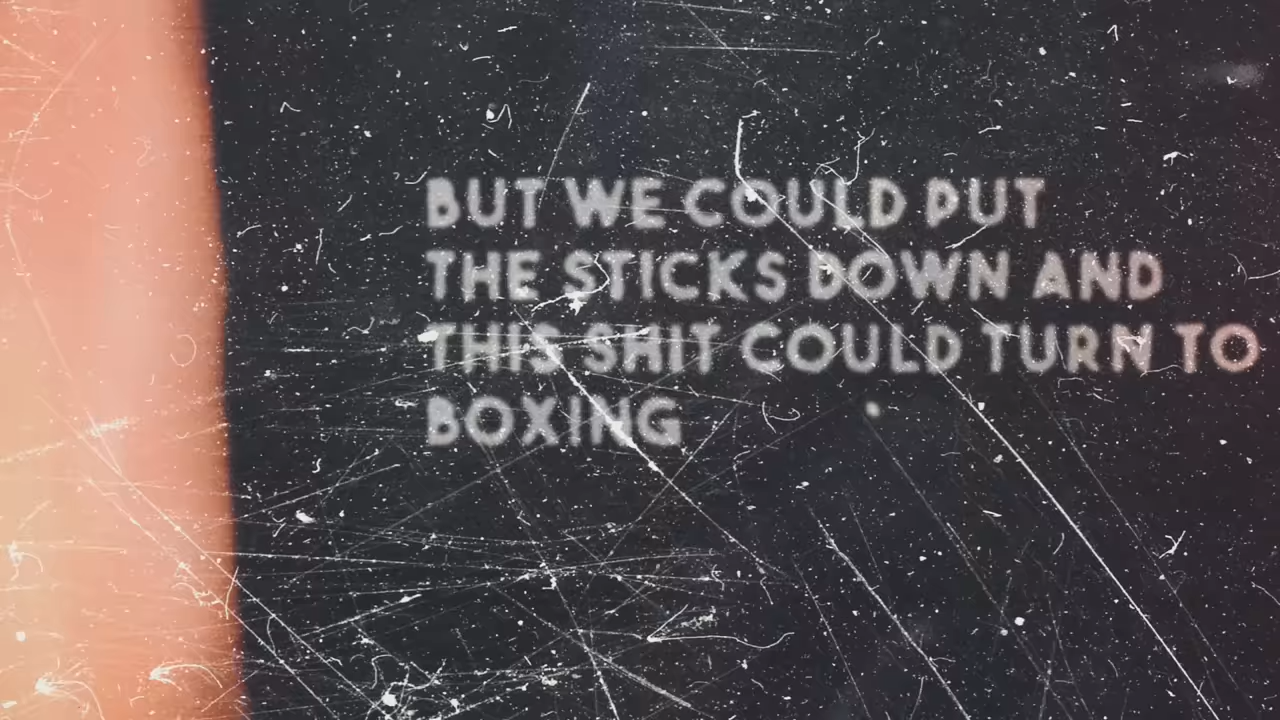 BUT WE COULD PUT
THE STICKS DOWN AND
THIS SHIT COULD TURN TO
BOXING